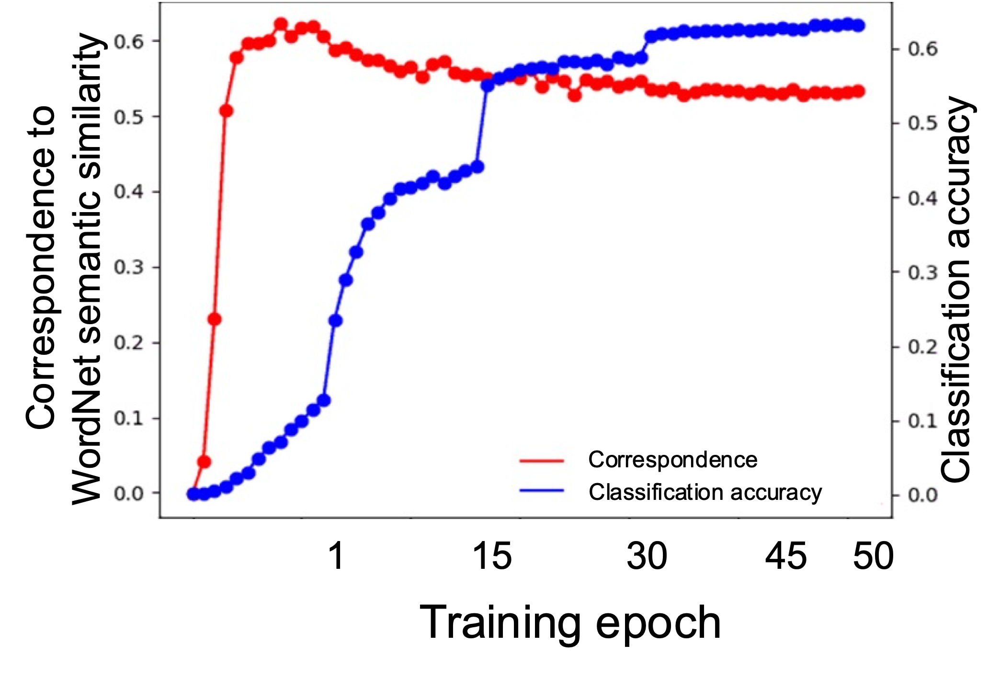 Correspondence to
WordNet semantic similarity
0.6
0.5
0.4
0.3
0.2
0.1
0.0
0.6
0.5
0.4
0.3
0.2
0.1
0.0
Classification accuracy
Correspondence
Classification accuracy
1 15 30 45 50
Training epoch